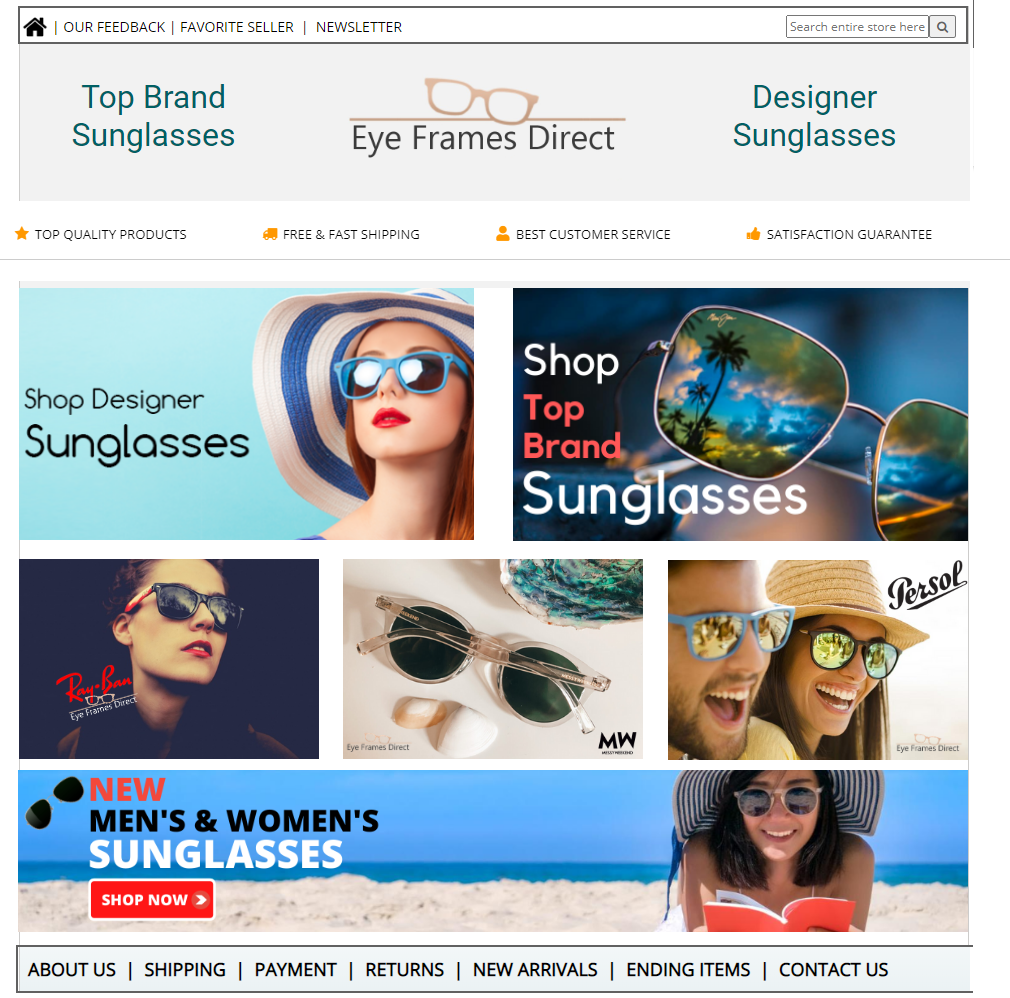 | OUR FEEDBACK | FAVORITE SELLER | NEWSLETTER
Search entire store here
Top Brand
Sunglasses
Eye Frames Direct
Designer
Sunglasses
TOP QUALITY PRODUCTS
FREE & FAST SHIPPING
BEST CUSTOMER SERVICE
SATISFACTION GUARANTEE
Shop Designer
Sunglasses
Maui Jim
Shop
Top
Brand
Sunglasses
Ray-Ban
Eye Frames Direct
Eye Frames Direct
MW
MESSYWEEKEND
Persol
Eye Frames Direct
NEW
MEN'S & WOMEN'S
SUNGLASSES
SHOP NOW
ABOUT US | SHIPPING | PAYMENT | RETURNS | NEW ARRIVALS | ENDING ITEMS | CONTACT US